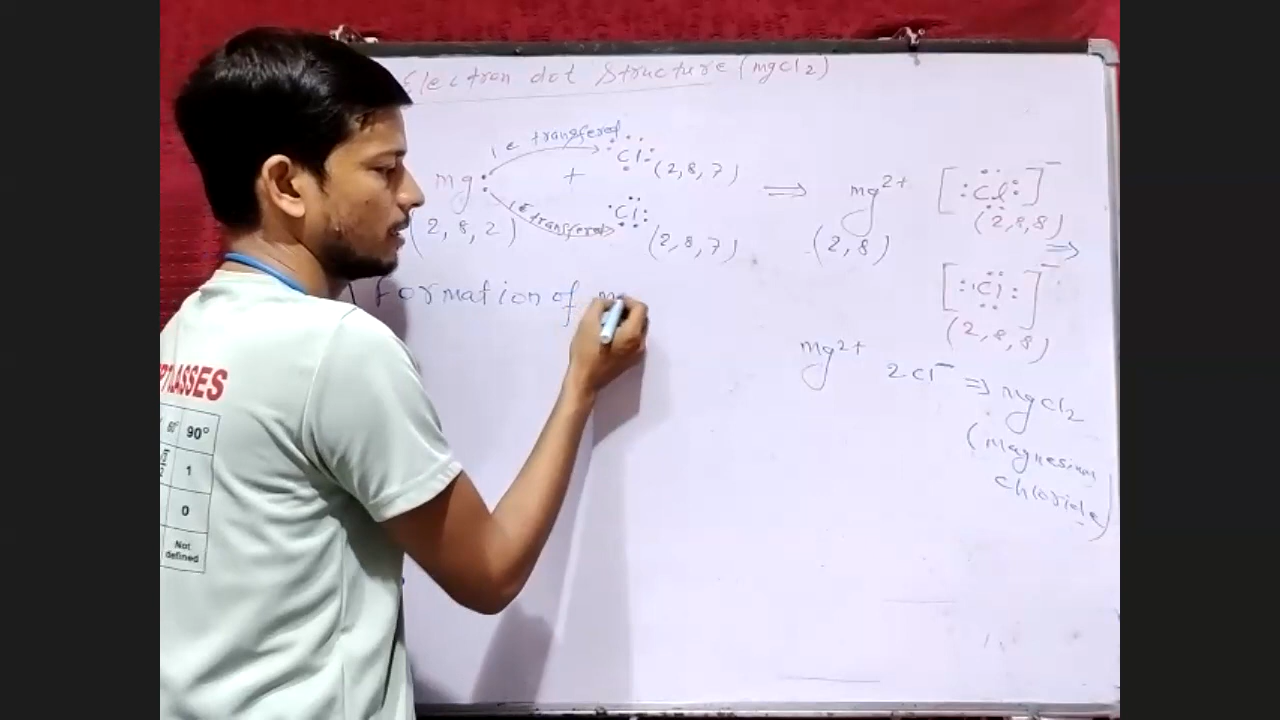 Electron dot Structure (mgcl2)
1 e transfered
mg + Cl (2,8,7)
1e transfered
Cl
(2, 8, 2) (2, 8, 7)
⇒ mg2+ [Cl]−
(2,8) (2,8,8)
⇒
[Cl]−
(2,8,8)
Formation of m
mg2+ 2Cl− ⇒ mgcl2
(magnesium
chloride)
CLASSES
60° 90°
1
0
Not
defined